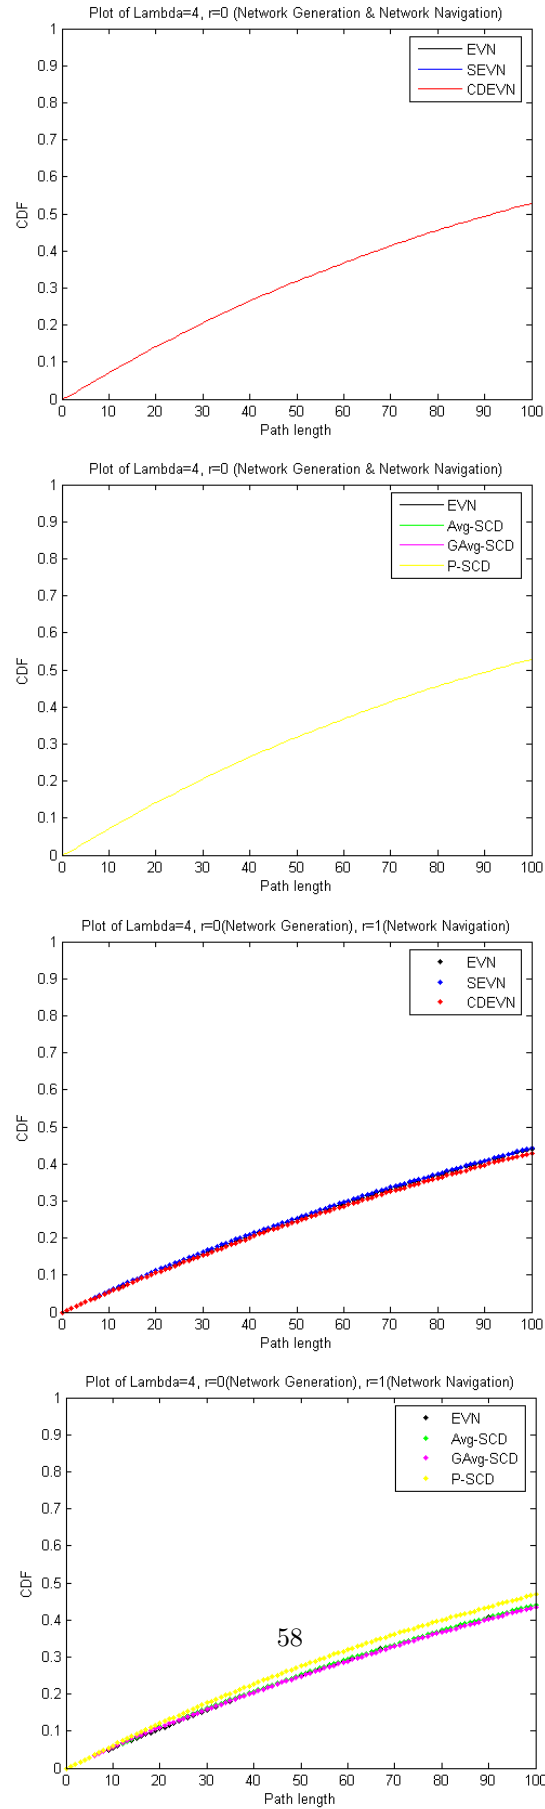 Plot of Lambda=4, r=0 (Network Generation & Network Navigation)
1
0.9
0.8
0.7
0.6
0.5
0.4
0.3
0.2
0.1
0
CDF
EVN
SEVN
CDEVN
0 10 20 30 40 50 60 70 80 90 100
Path length
Plot of Lambda=4, r=0 (Network Generation & Network Navigation)
1
0.9
0.8
0.7
0.6
0.5
0.4
0.3
0.2
0.1
0
CDF
EVN
Avg-SCD
GAvg-SCD
P-SCD
0 10 20 30 40 50 60 70 80 90 100
Path length
Plot of Lambda=4, r=0(Network Generation), r=1(Network Navigation)
1
0.9
0.8
0.7
0.6
0.5
0.4
0.3
0.2
0.1
0
CDF
EVN
SEVN
CDEVN
0 10 20 30 40 50 60 70 80 90 100
Path length
Plot of Lambda=4, r=0(Network Generation), r=1(Network Navigation)
1
0.9
0.8
0.7
0.6
0.5
0.4
0.3
0.2
0.1
0
CDF
EVN
Avg-SCD
GAvg-SCD
P-SCD
58
0 10 20 30 40 50 60 70 80 90 100
Path length